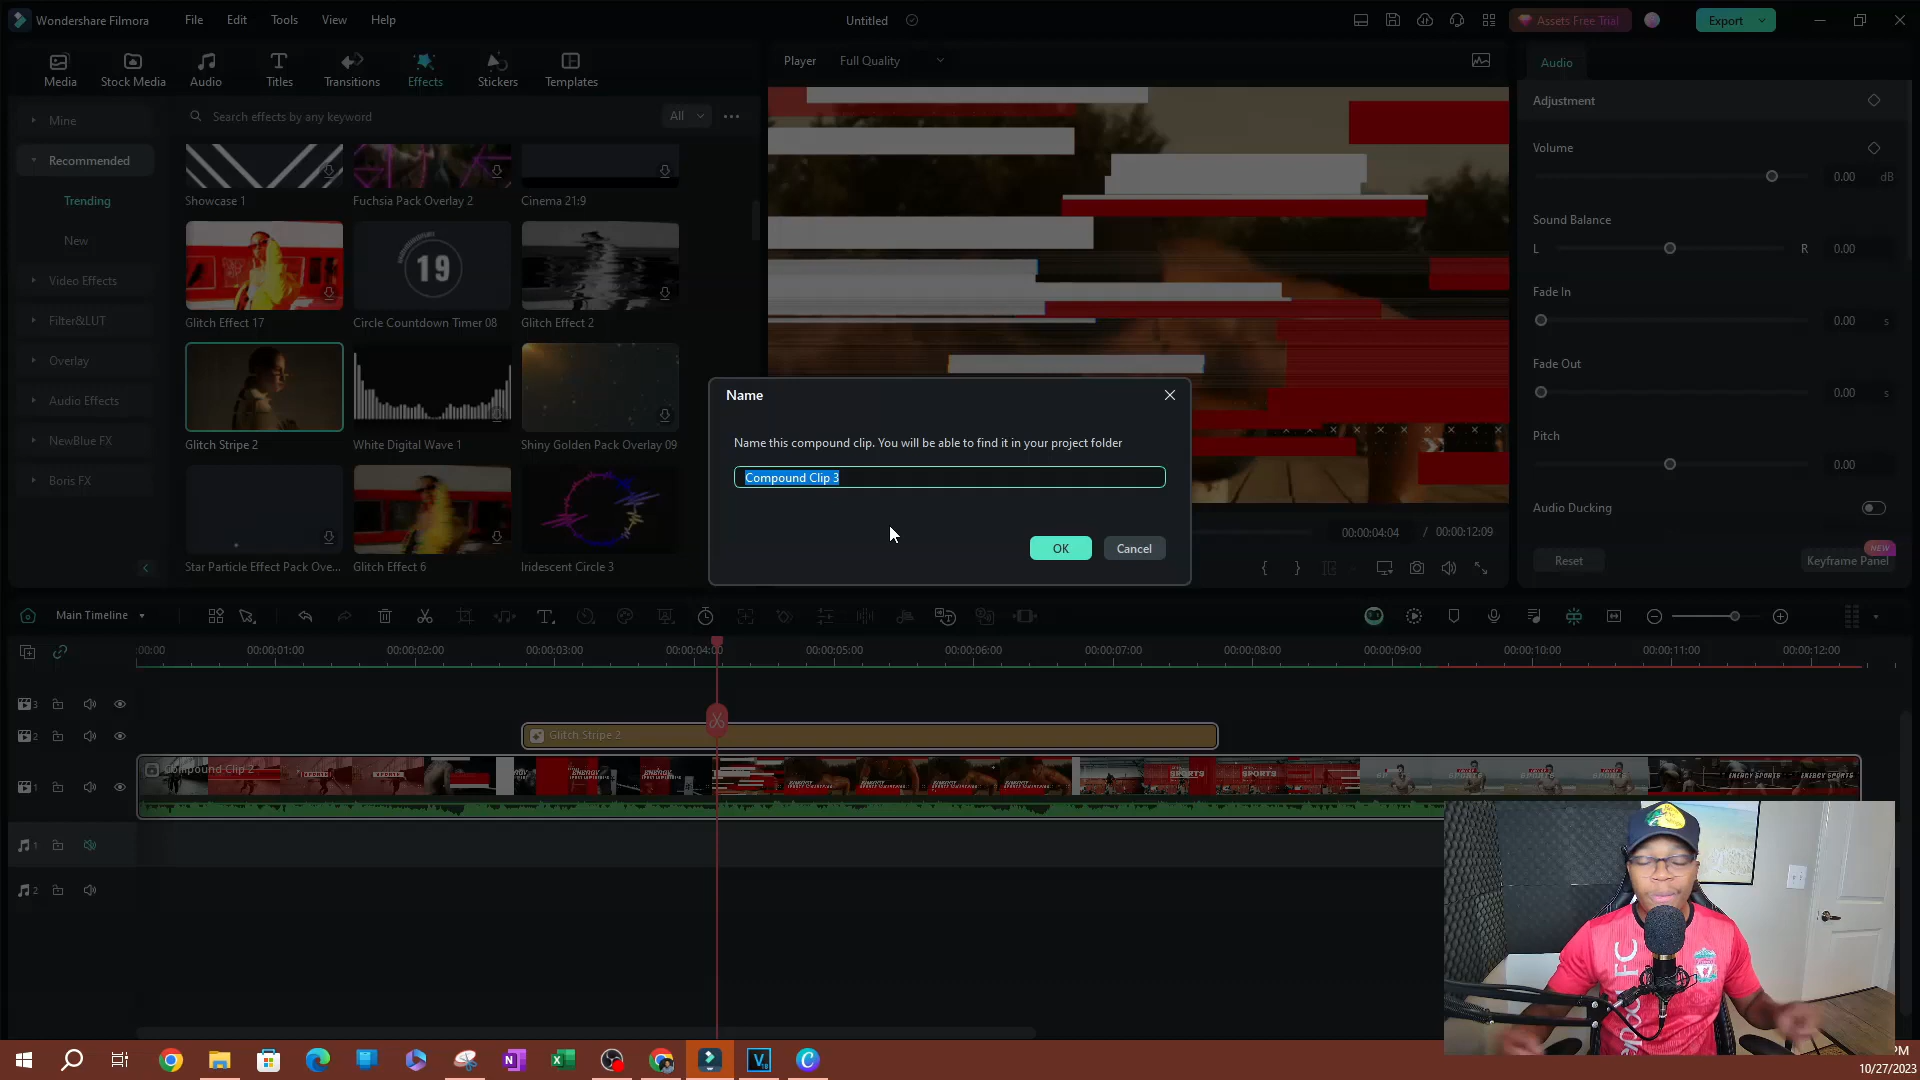 Wondershare Filmora
File
Edit
Tools
View
Help
Untitled
Assets Free Trial
Export
Media
Stock Media
Audio
Titles
Transitions
Effects
Stickers
Templates
Player
Full Quality
Audio
Mine
Search effects by any keyword
All
Adjustment
Recommended
Trending
New
Video Effects
Filter&LUT
Overlay
Audio Effects
NewBlue FX
Boris FX
Showcase 1
Fuchsia Pack Overlay 2
Cinema 21:9
19
Glitch Effect 17
Circle Countdown Timer 08
Glitch Effect 2
Glitch Stripe 2
White Digital Wave 1
Shiny Golden Pack Overlay 09
Star Particle Effect Pack Ove...
Glitch Effect 6
Iridescent Circle 3
Volume
0.00 dB
Sound Balance
L
R
0.00
Fade In
0.00 s
Fade Out
0.00 s
Pitch
0.00
Audio Ducking
Reset
NEW
Keyframe Panel
Name
Name this compound clip. You will be able to find it in your project folder
Compound Clip 3
OK
Cancel
00:00:04:04 / 00:00:12:09
Main Timeline
:00:00
00:00:01:00
00:00:02:00
00:00:03:00
00:00:04:00
00:00:05:00
00:00:06:00
00:00:07:00
00:00:08:00
00:00:09:00
00:00:10:00
00:00:11:00
00:00:12:00
3
2
Glitch Stripe 2
Compound Clip 2
1
1
2
PM
10/27/2023